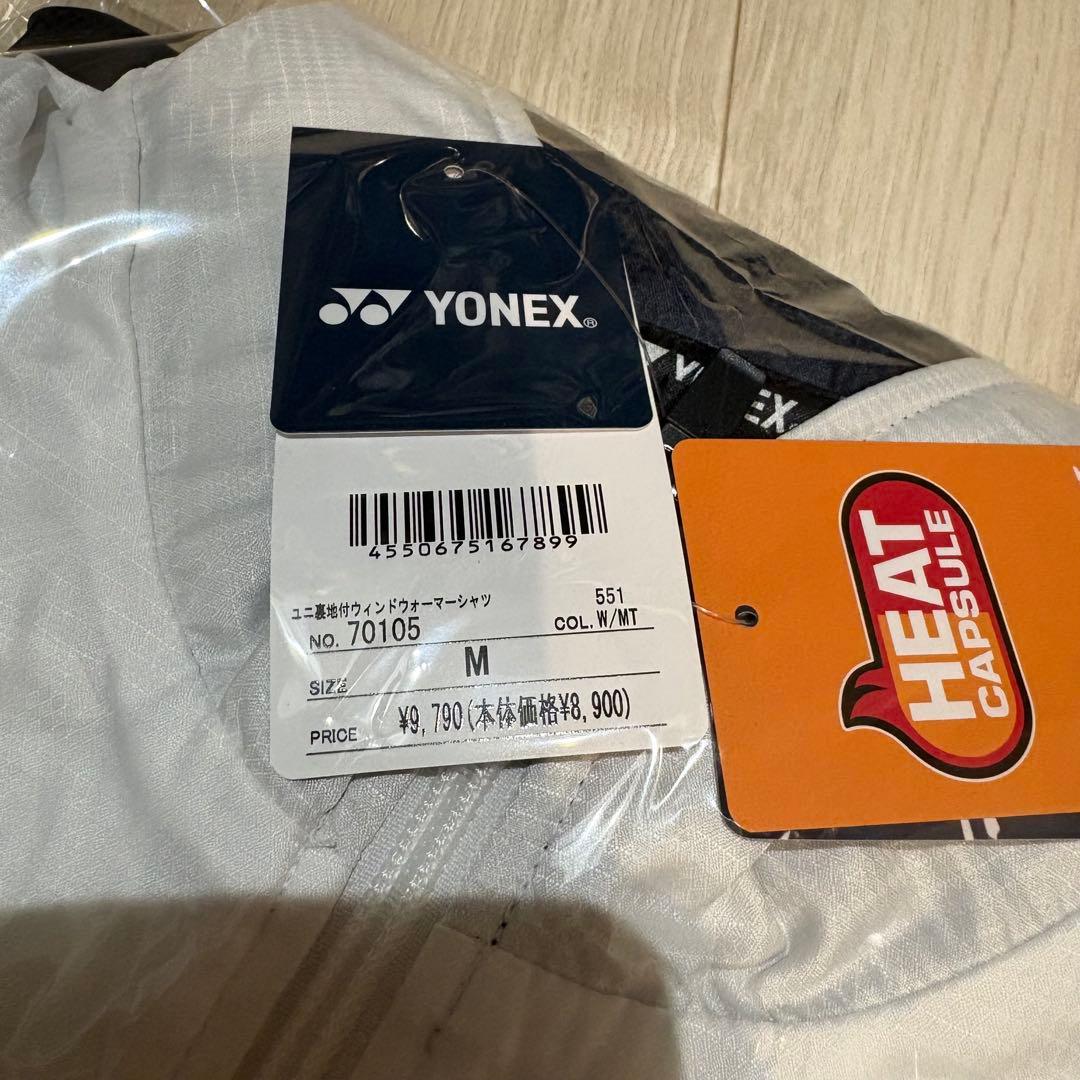 YONEX®
EX
4550675167899
ユニ裏地付ウィンドウォーマーシャツ
551
NO. 70105
COL. W/MT
SIZE
M
PRICE
¥9,790(本体価格¥8,900)
HEAT
CAPSULE